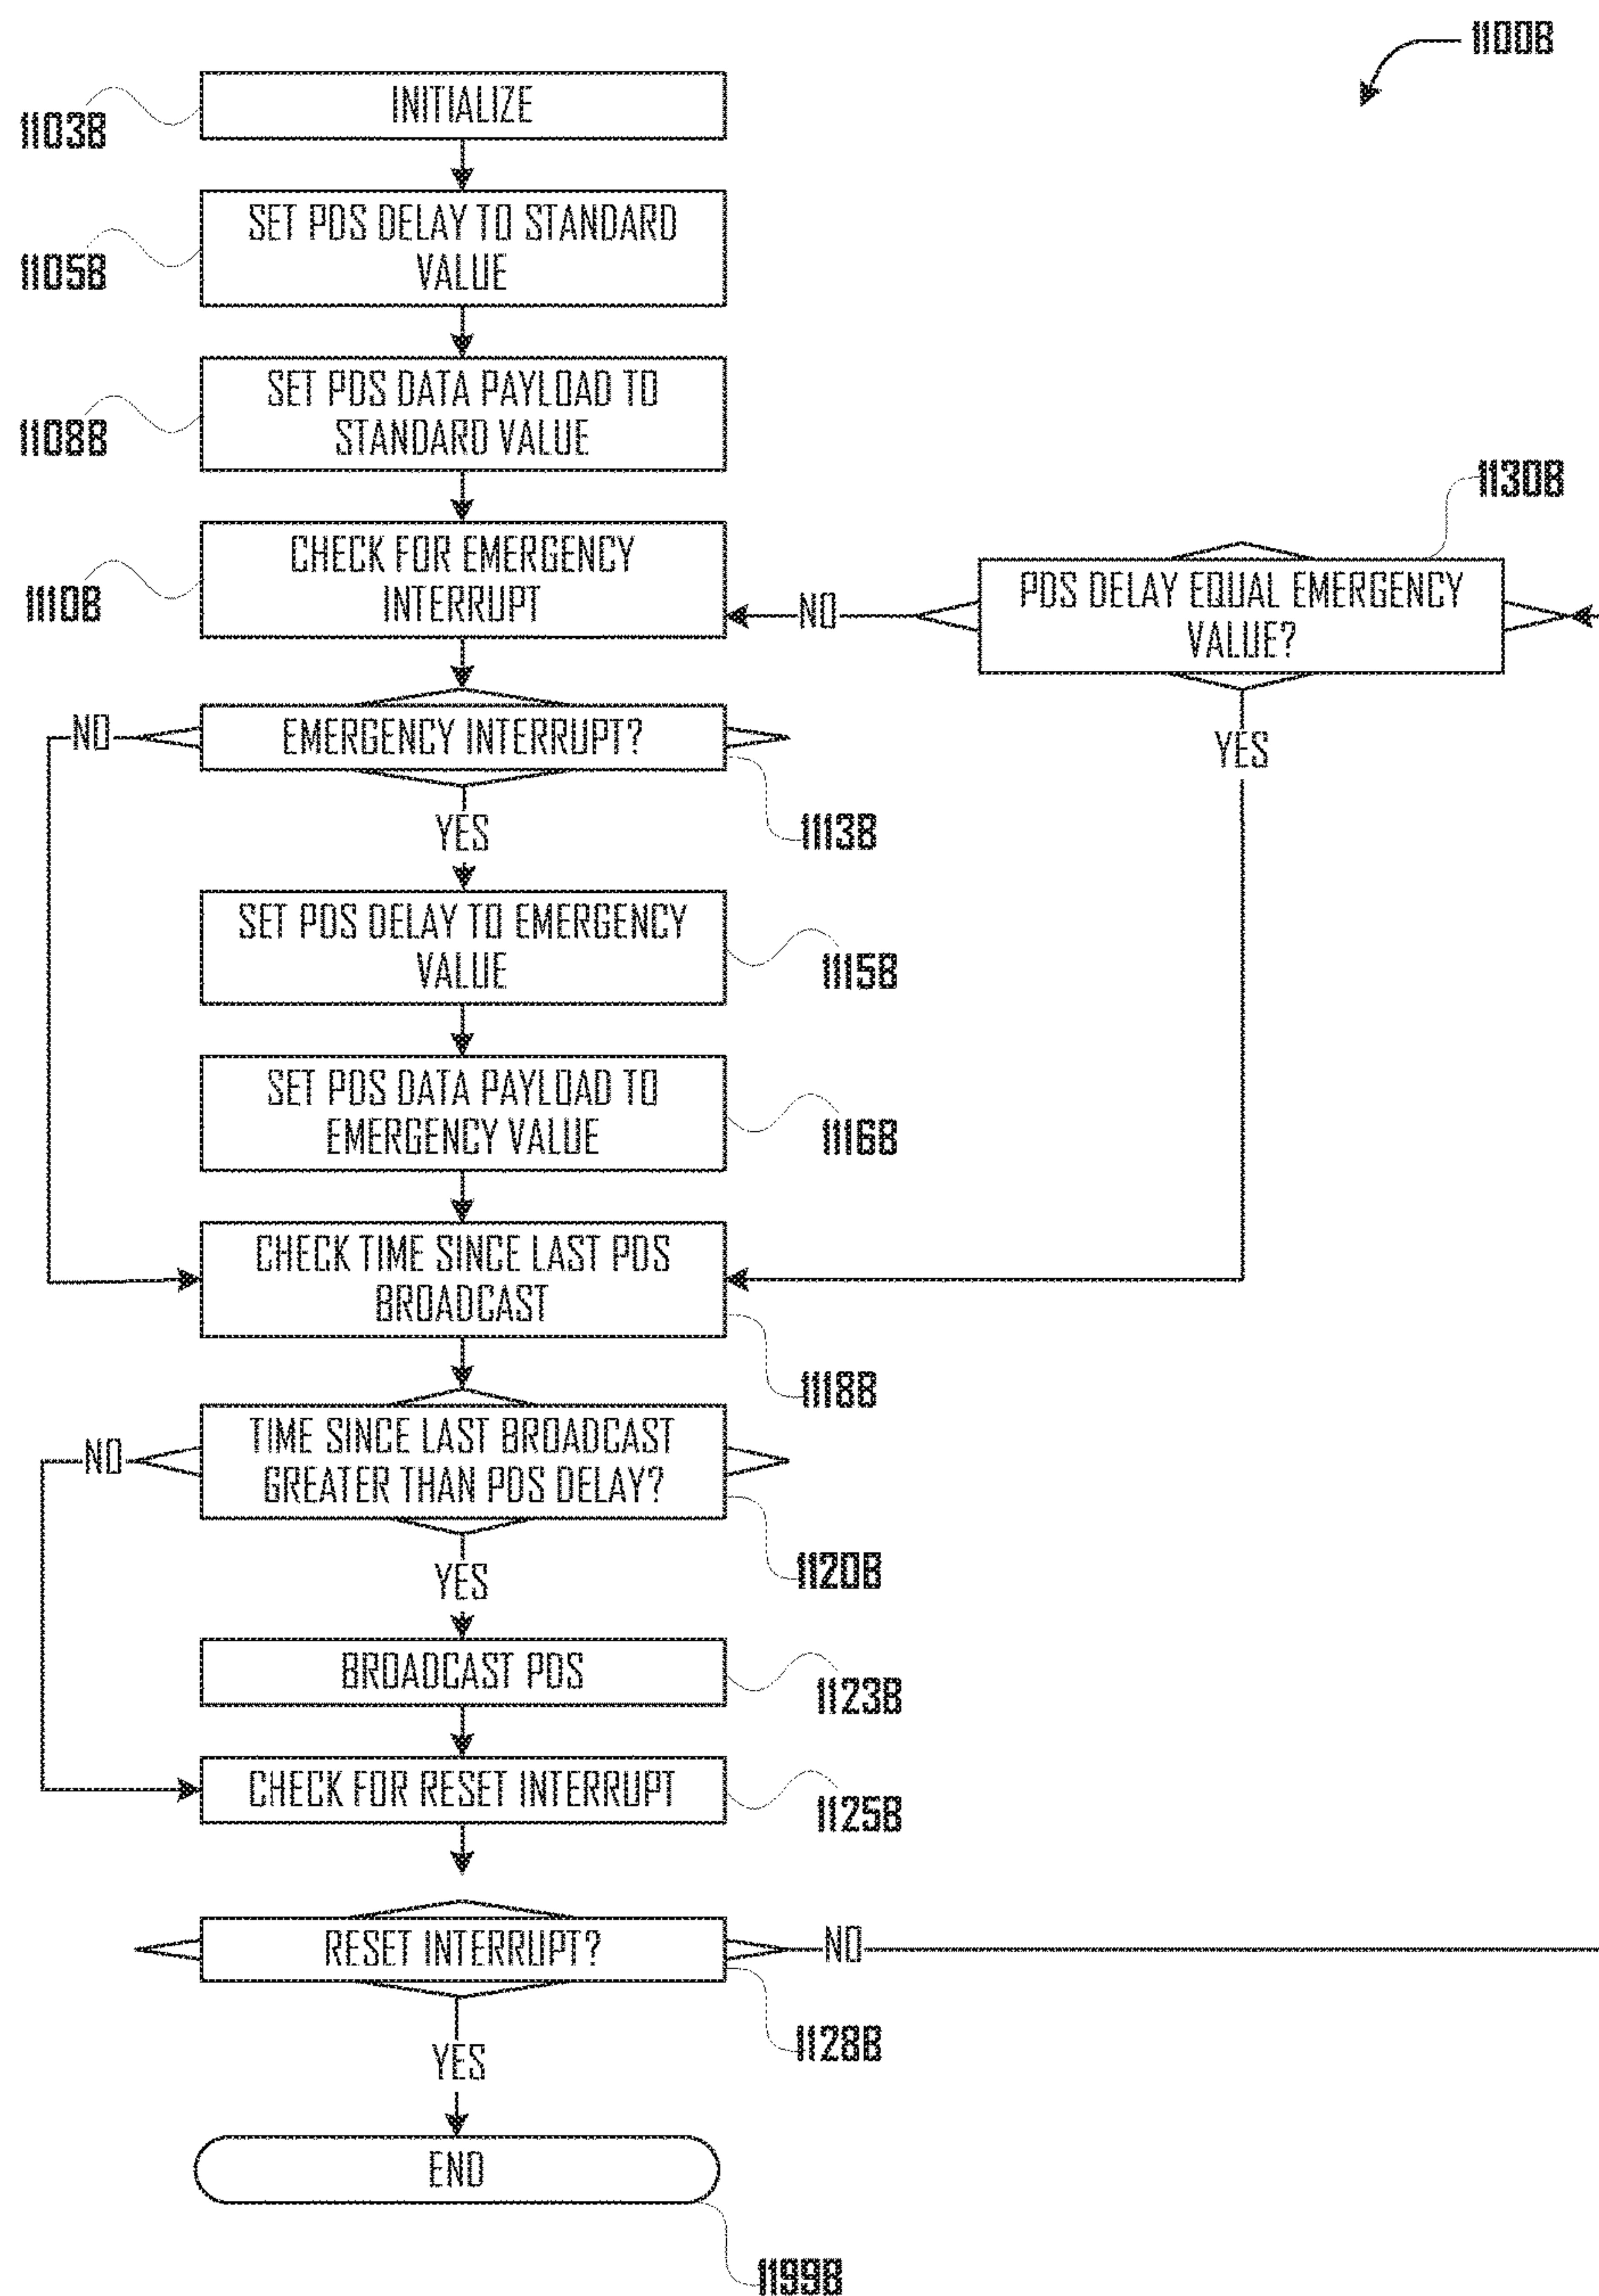 1100B
INITIALIZE
1103B
SET PDS DELAY TO STANDARD
VALUE
1105B
SET PDS DATA PAYLOAD TO
STANDARD VALUE
1108B
CHECK FOR EMERGENCY
INTERRUPT
1110B
1130B
PDS DELAY EQUAL EMERGENCY
VALUE?
NO
YES
EMERGENCY INTERRUPT?
NO
1113B
YES
SET PDS DELAY TO EMERGENCY
VALUE
1115B
SET PDS DATA PAYLOAD TO
EMERGENCY VALUE
1116B
CHECK TIME SINCE LAST PDS
BROADCAST
1118B
TIME SINCE LAST BROADCAST
GREATER THAN PDS DELAY?
NO
1120B
YES
BROADCAST PDS
1123B
CHECK FOR RESET INTERRUPT
1125B
RESET INTERRUPT?
NO
1128B
YES
END
1199B